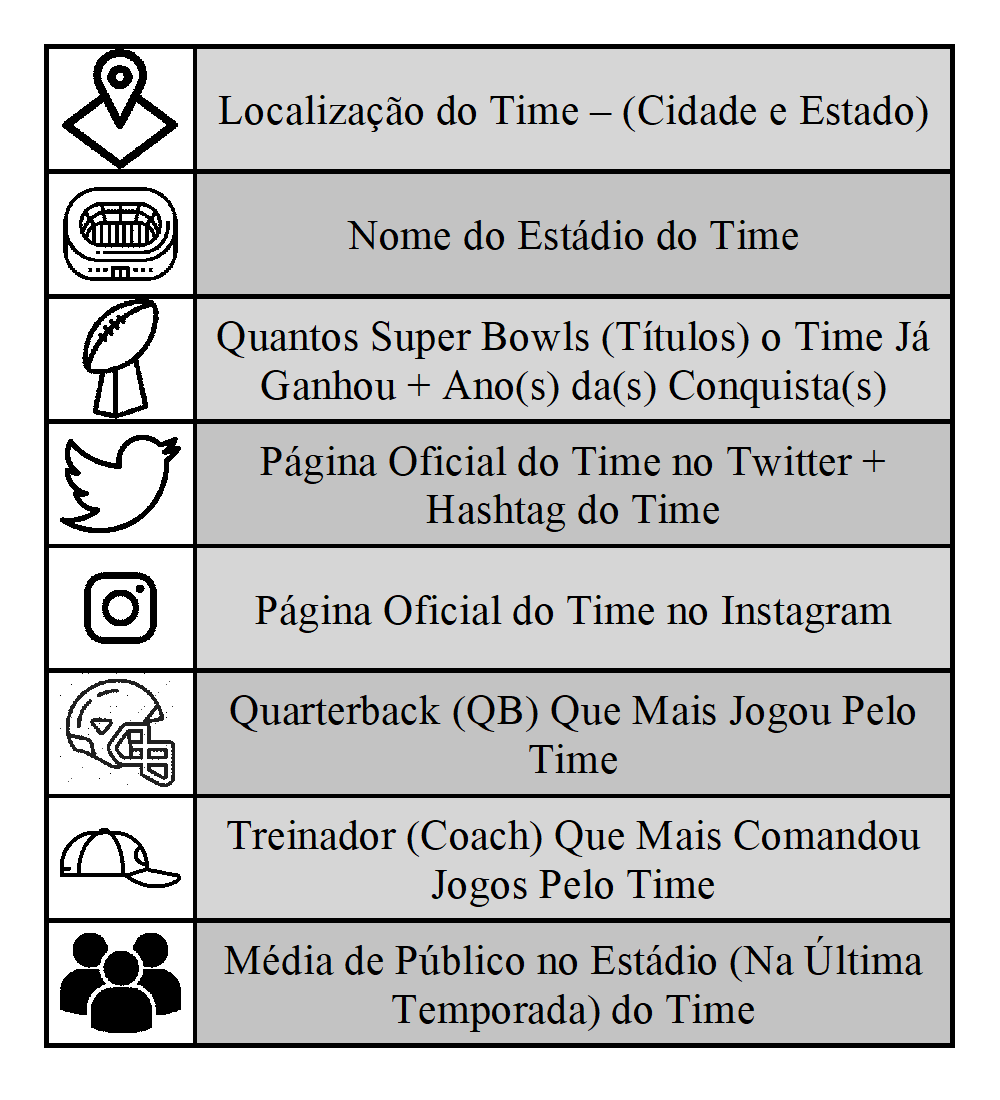 Localização do Time – (Cidade e Estado)
Nome do Estádio do Time
Quantos Super Bowls (Títulos) o Time Já
Ganhou + Ano(s) da(s) Conquista(s)
Página Oficial do Time no Twitter +
Hashtag do Time
Página Oficial do Time no Instagram
Quarterback (QB) Que Mais Jogou Pelo
Time
Treinador (Coach) Que Mais Comandou
Jogos Pelo Time
Média de Público no Estádio (Na Última
Temporada) do Time